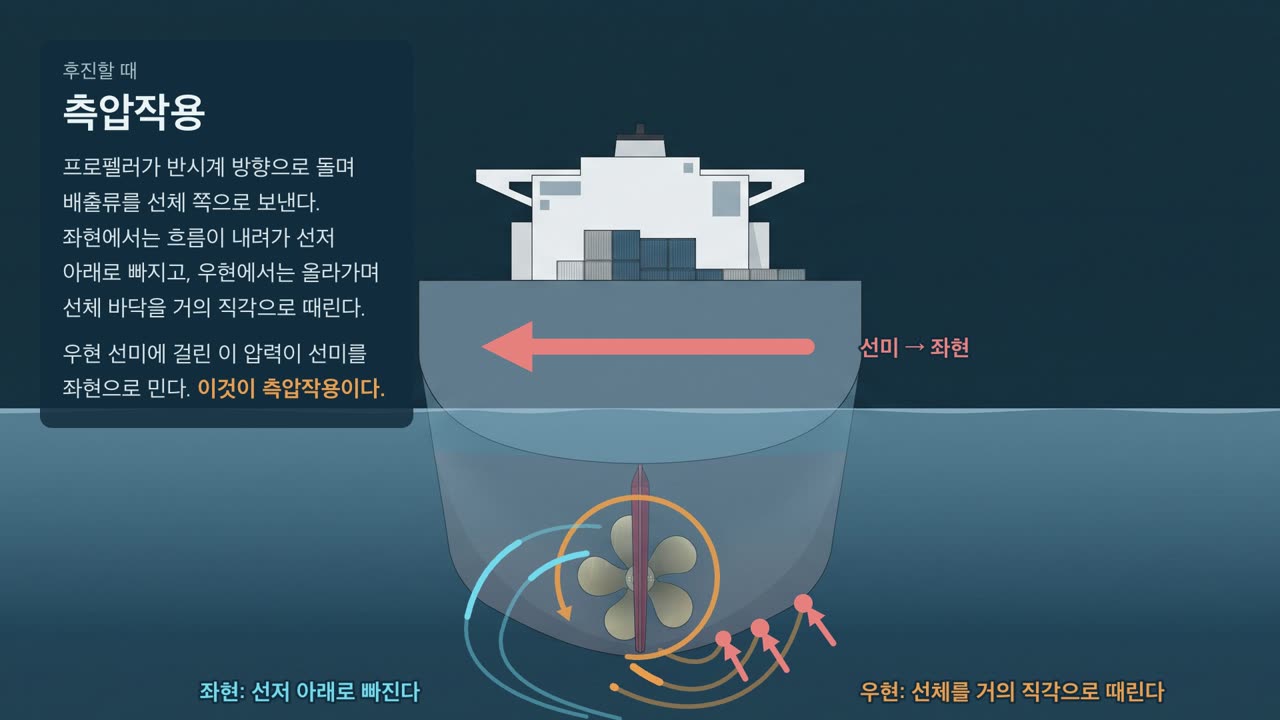 후진할 때
측압작용
프로펠러가 반시계 방향으로 돌며
배출류를 선체 쪽으로 보낸다.
좌현에서는 흐름이 내려가 선저
아래로 빠지고, 우현에서는 올라가며
선체 바닥을 거의 직각으로 때린다.
우현 선미에 걸린 이 압력이 선미를
좌현으로 민다. 이것이 측압작용이다.
선미 → 좌현
좌현: 선저 아래로 빠진다
우현: 선체를 거의 직각으로 때린다